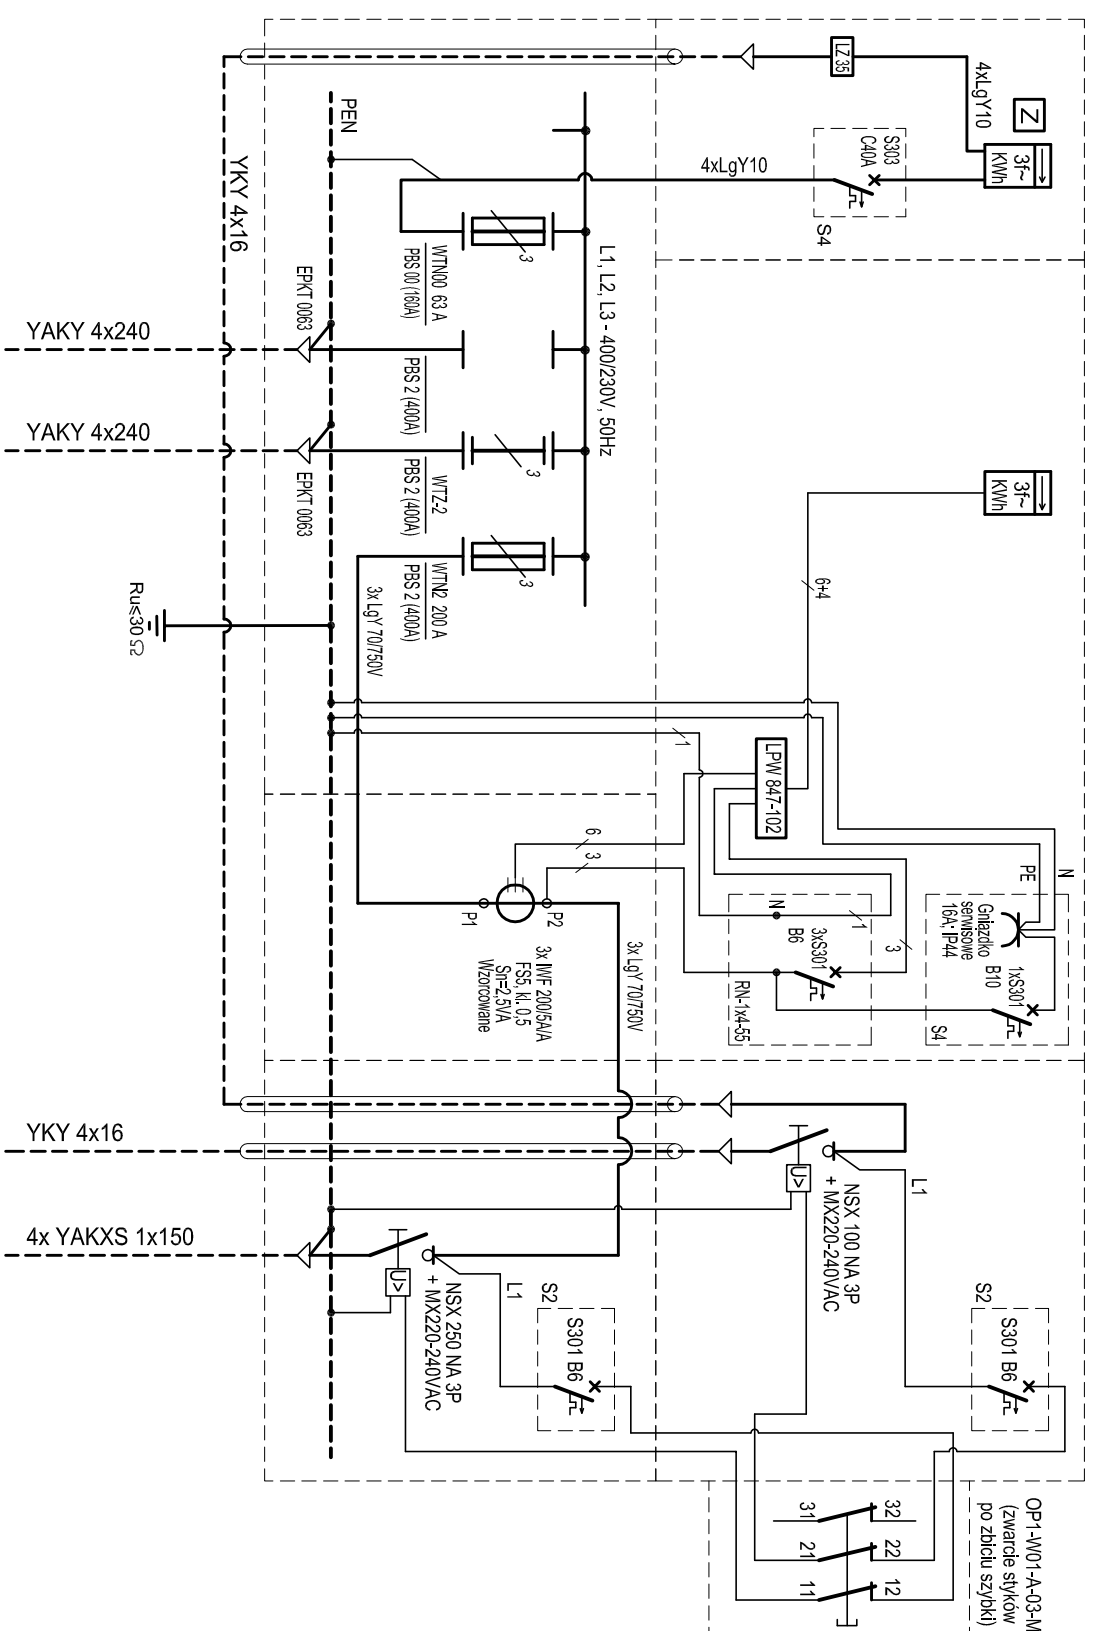 LZ 35
4xLgY10
Z
3f~
KWh
S303
C40A
S4
4xLgY10
PEN
YKY 4x16
L1, L2, L3 - 400/230V, 50Hz
3
WTN00 63 A
PBS 00 (160A)
EPKT 0063
YAKY 4x240
PBS 2 (400A)
3
WTZ-2
PBS 2 (400A)
YAKY 4x240
EPKT 0063
3
WTN2 200 A
PBS 2 (400A)
3x LgY 70/750V
Ru≤30 Ω
3f~
KWh
6+4
1
LPW 847-102
6
3
N
PE
Gniazdko
serwisowe
16A; IP44
1xS301
B10
S4
N
1
3
3xS301
B6
RN-1x4-55
P1
P2
3x IWF 200/5A/A
FS5, kl. 0,5
Sn=2,5VA
Wzorcowane
3x LgY 70/750V
YKY 4x16
4x YAKXS 1x150
L1
NSX 100 NA 3P
+ MX220-240VAC
U>
L1
NSX 250 NA 3P
+ MX220-240VAC
U>
S2
S301 B6
S2
S301 B6
OP1-W01-A-03-M
(zwarcie styków
po zbiciu szybki)
31
32
21
22
11
12